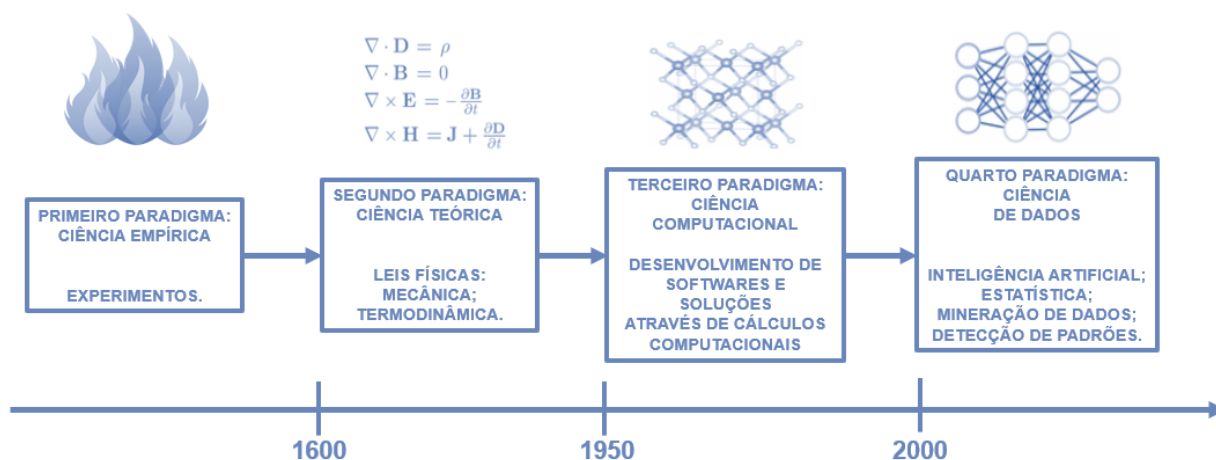 ∇ · D = ρ
∇ · B = 0
∇ × E = −∂B/∂t
∇ × H = J + ∂D/∂t
PRIMEIRO PARADIGMA:
CIÊNCIA EMPÍRICA
EXPERIMENTOS.
SEGUNDO PARADIGMA:
CIÊNCIA TEÓRICA
LEIS FÍSICAS:
MECÂNICA;
TERMODINÂMICA.
TERCEIRO PARADIGMA:
CIÊNCIA
COMPUTACIONAL
DESENVOLVIMENTO DE
SOFTWARES E
SOLUÇÕES
ATRAVÉS DE CÁLCULOS
COMPUTACIONAIS
QUARTO PARADIGMA:
CIÊNCIA
DE DADOS
INTELIGÊNCIA ARTIFICIAL;
ESTATÍSTICA;
MINERAÇÃO DE DADOS;
DETECÇÃO DE PADRÕES.
1600
1950
2000